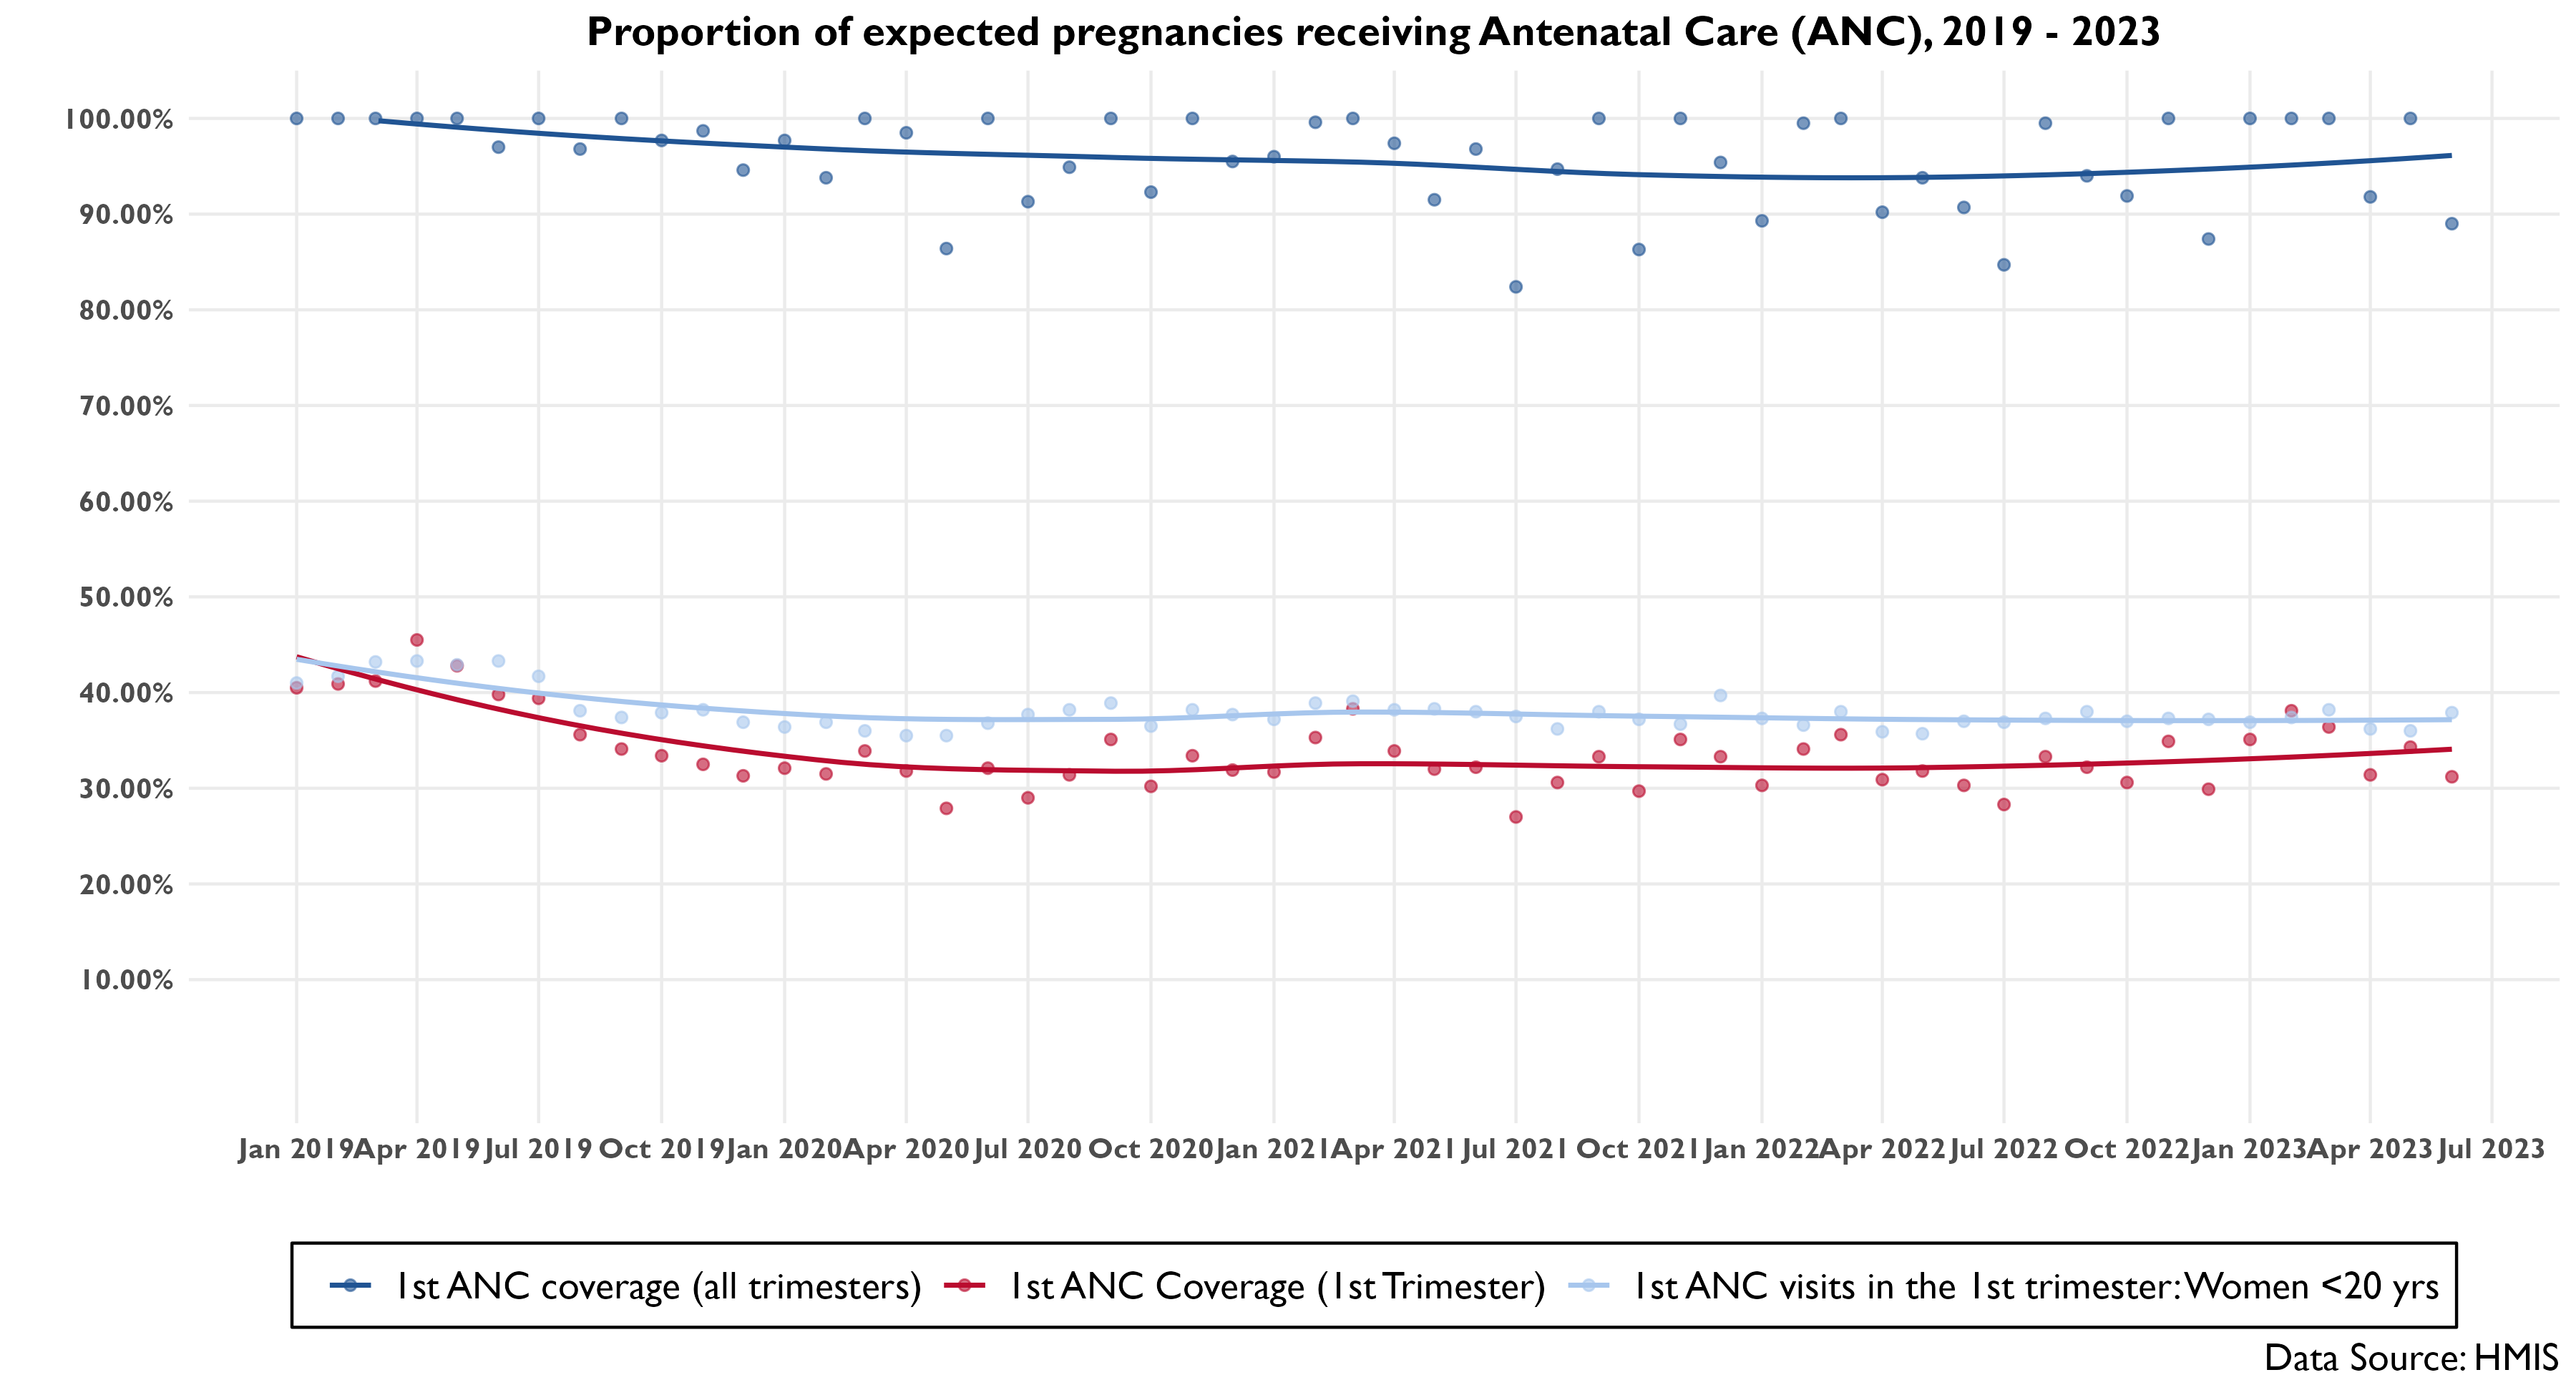 Proportion of expected pregnancies receiving Antenatal Care (ANC), 2019 - 2023
100.00%
90.00%
80.00%
70.00%
60.00%
50.00%
40.00%
30.00%
20.00%
10.00%
Jan 2019 Apr 2019 Jul 2019 Oct 2019 Jan 2020 Apr 2020 Jul 2020 Oct 2020 Jan 2021 Apr 2021 Jul 2021 Oct 2021 Jan 2022 Apr 2022 Jul 2022 Oct 2022 Jan 2023 Apr 2023 Jul 2023
1st ANC coverage (all trimesters) 1st ANC Coverage (1st Trimester) 1st ANC visits in the 1st trimester: Women <20 yrs
Data Source: HMIS